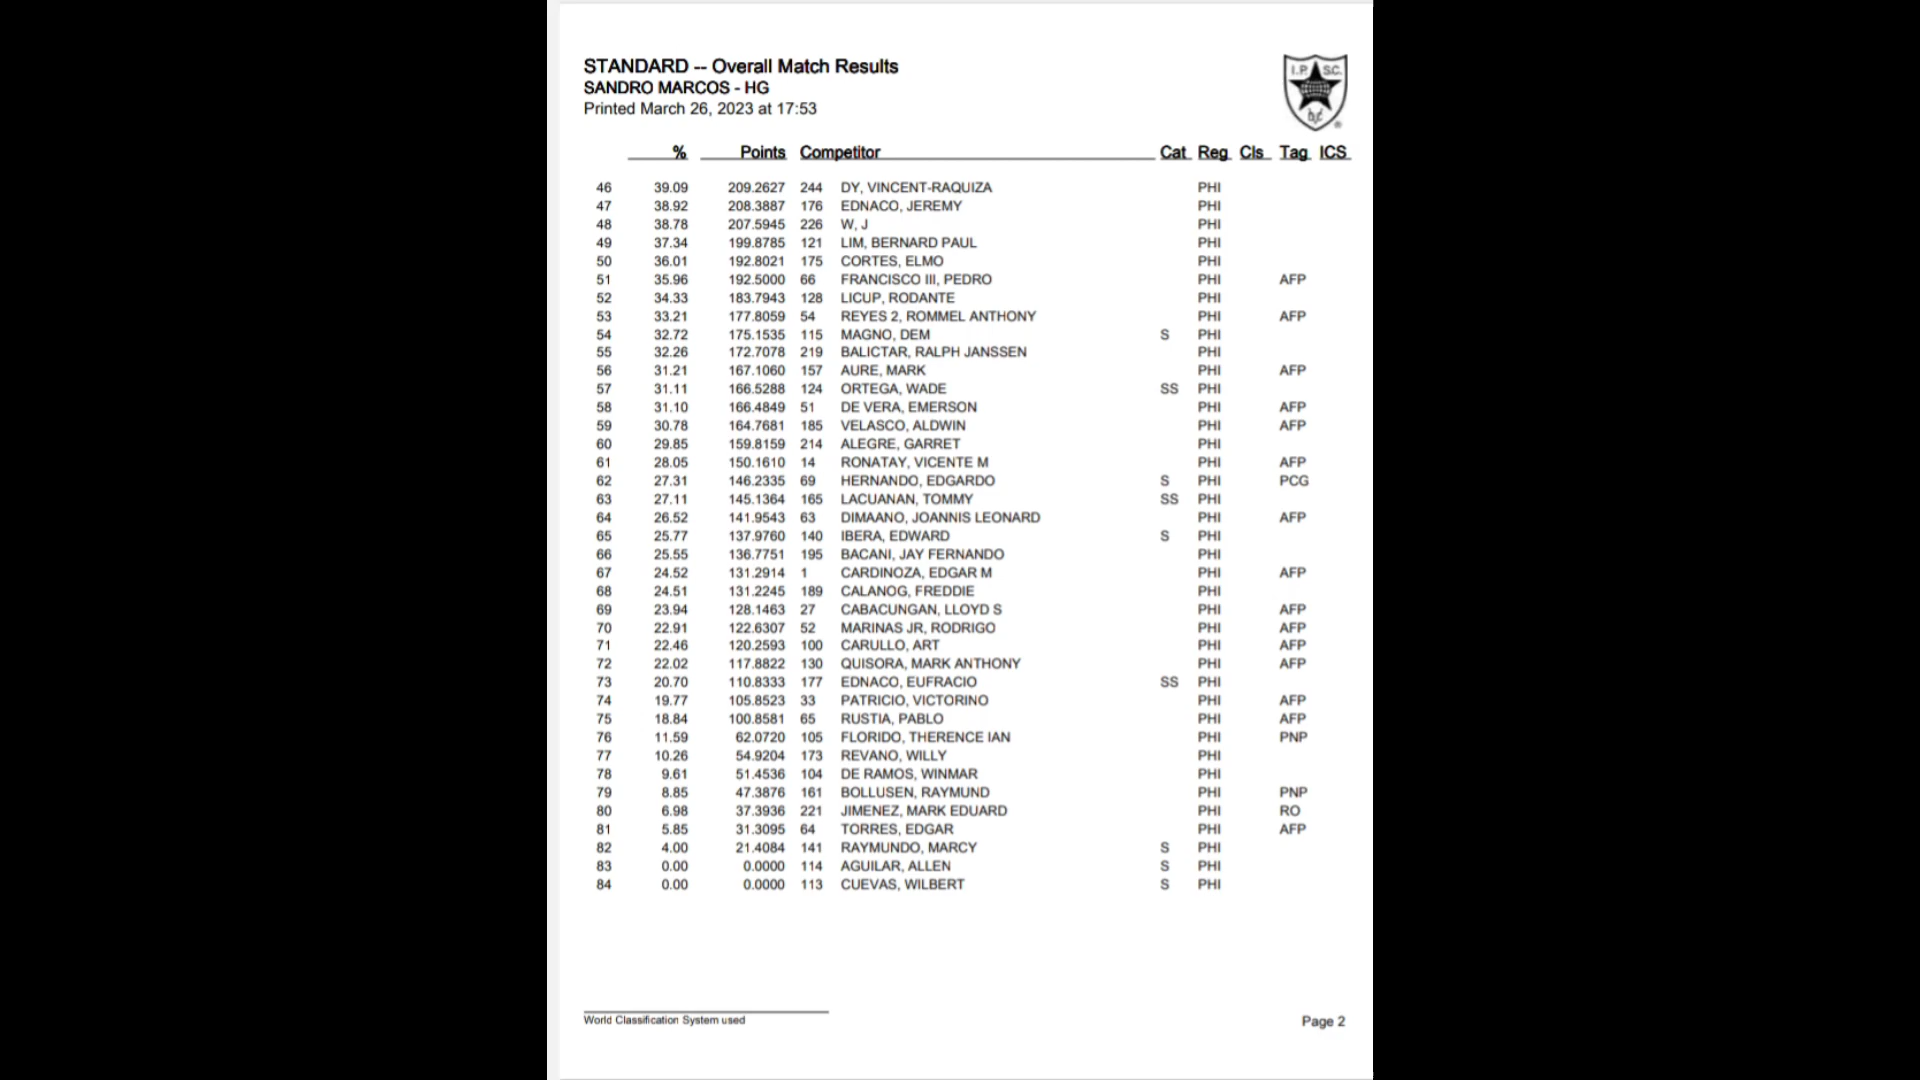 STANDARD -- Overall Match Results
SANDRO MARCOS - HG
Printed March 26, 2023 at 17:53
I.P. S.C.
% Points Competitor Cat Reg Cls Tag ICS
46 39.09 209.2627 244 DY, VINCENT-RAQUIZA PHI
47 38.92 208.3887 176 EDNACO, JEREMY PHI
48 38.78 207.5945 226 W, J PHI
49 37.34 199.8785 121 LIM, BERNARD PAUL PHI
50 36.01 192.8021 175 CORTES, ELMO PHI
51 35.96 192.5000 66 FRANCISCO III, PEDRO PHI AFP
52 34.33 183.7943 128 LICUP, RODANTE PHI
53 33.21 177.8059 54 REYES 2, ROMMEL ANTHONY PHI AFP
54 32.72 175.1535 115 MAGNO, DEM S PHI
55 32.26 172.7078 219 BALICTAR, RALPH JANSSEN PHI
56 31.21 167.1060 157 AURE, MARK PHI AFP
57 31.11 166.5288 124 ORTEGA, WADE SS PHI
58 31.10 166.4849 51 DE VERA, EMERSON PHI AFP
59 30.78 164.7681 185 VELASCO, ALDWIN PHI AFP
60 29.85 159.8159 214 ALEGRE, GARRET PHI
61 28.05 150.1610 14 RONATAY, VICENTE M PHI AFP
62 27.31 146.2335 69 HERNANDO, EDGARDO S PHI PCG
63 27.11 145.1364 165 LACUANAN, TOMMY SS PHI
64 26.52 141.9543 63 DIMAANO, JOANNIS LEONARD PHI AFP
65 25.77 137.9760 140 IBERA, EDWARD S PHI
66 25.55 136.7751 195 BACANI, JAY FERNANDO PHI
67 24.52 131.2914 1 CARDINOZA, EDGAR M PHI AFP
68 24.51 131.2245 189 CALANOG, FREDDIE PHI
69 23.94 128.1463 27 CABACUNGAN, LLOYD S PHI AFP
70 22.91 122.6307 52 MARINAS JR, RODRIGO PHI AFP
71 22.46 120.2593 100 CARULLO, ART PHI AFP
72 22.02 117.8822 130 QUISORA, MARK ANTHONY PHI AFP
73 20.70 110.8333 177 EDNACO, EUFRACIO SS PHI
74 19.77 105.8523 33 PATRICIO, VICTORINO PHI AFP
75 18.84 100.8581 65 RUSTIA, PABLO PHI AFP
76 11.59 62.0720 105 FLORIDO, THERENCE IAN PHI PNP
77 10.26 54.9204 173 REVANO, WILLY PHI
78 9.61 51.4536 104 DE RAMOS, WINMAR PHI
79 8.85 47.3876 161 BOLLUSEN, RAYMUND PHI PNP
80 6.98 37.3936 221 JIMENEZ, MARK EDUARD PHI RO
81 5.85 31.3095 64 TORRES, EDGAR PHI AFP
82 4.00 21.4084 141 RAYMUNDO, MARCY S PHI
83 0.00 0.0000 114 AGUILAR, ALLEN S PHI
84 0.00 0.0000 113 CUEVAS, WILBERT S PHI
World Classification System used
Page 2